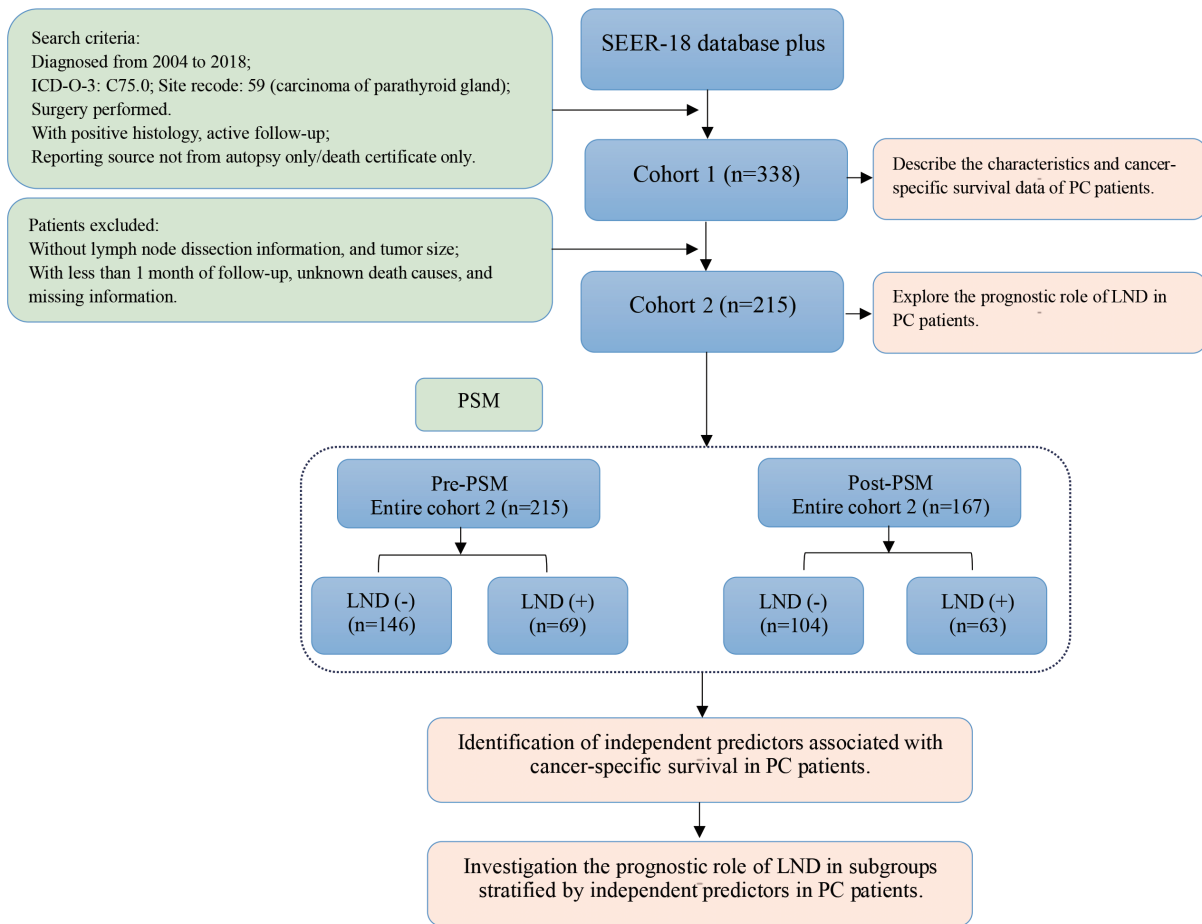 Search criteria:
Diagnosed from 2004 to 2018;
ICD-O-3: C75.0; Site recode: 59 (carcinoma of parathyroid gland);
Surgery performed.
With positive histology, active follow-up;
Reporting source not from autopsy only/death certificate only.
SEER-18 database plus
Cohort 1 (n=338)
Describe the characteristics and cancer-
specific survival data of PC patients.
Patients excluded:
Without lymph node dissection information, and tumor size;
With less than 1 month of follow-up, unknown death causes, and
missing information.
Cohort 2 (n=215)
Explore the prognostic role of LND in
PC patients.
PSM
Pre-PSM
Entire cohort 2 (n=215)
Post-PSM
Entire cohort 2 (n=167)
LND (-)
(n=146)
LND (+)
(n=69)
LND (-)
(n=104)
LND (+)
(n=63)
Identification of independent predictors associated with
cancer-specific survival in PC patients.
Investigation the prognostic role of LND in subgroups
stratified by independent predictors in PC patients.